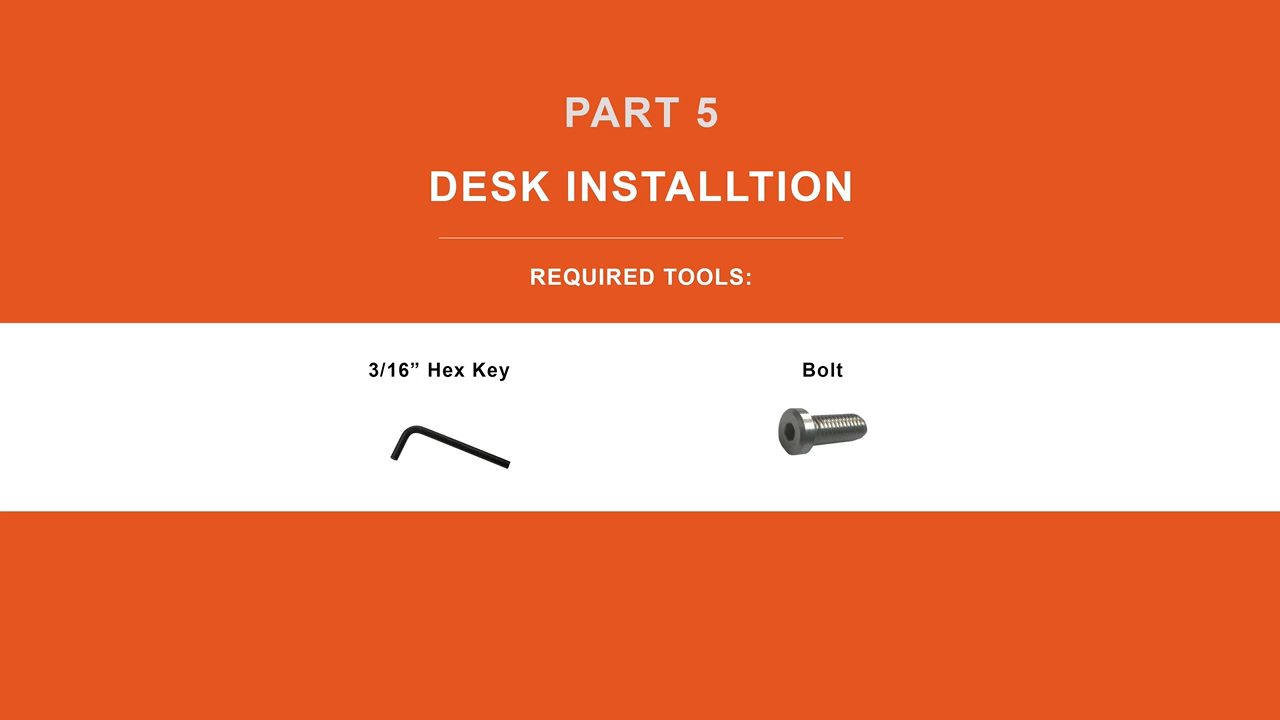 PART 5
DESK INSTALLTION
REQUIRED TOOLS:
3/16” Hex Key
Bolt